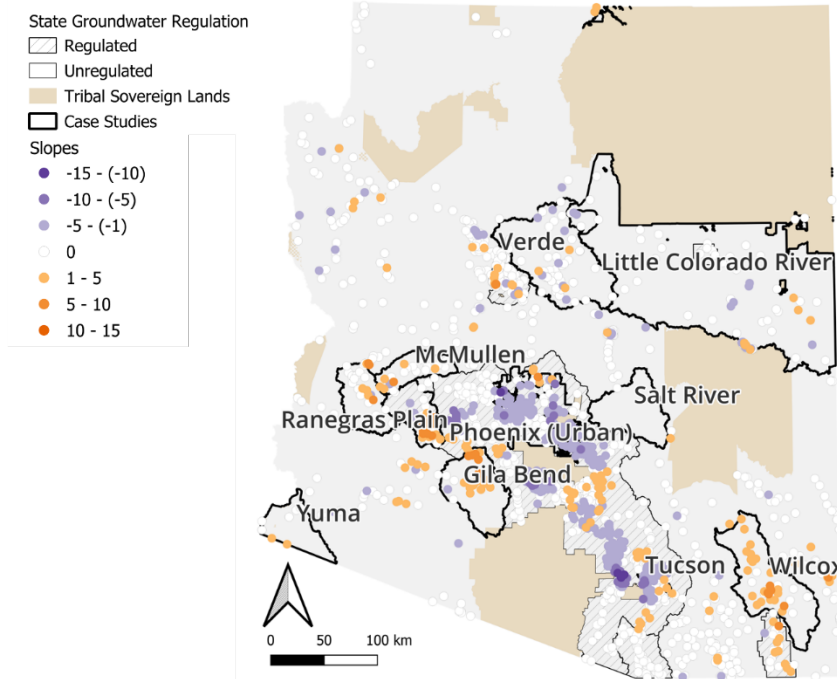 State Groundwater Regulation
Regulated
Unregulated
Tribal Sovereign Lands
Case Studies
Slopes
-15 - (-10)
-10 - (-5)
-5 - (-1)
0
1 - 5
5 - 10
10 - 15
Verde
Little Colorado River
McMullen
Salt River
Ranegras Plain
Phoenix (Urban)
Gila Bend
Yuma
Tucson
Wilcox
0 50 100 km